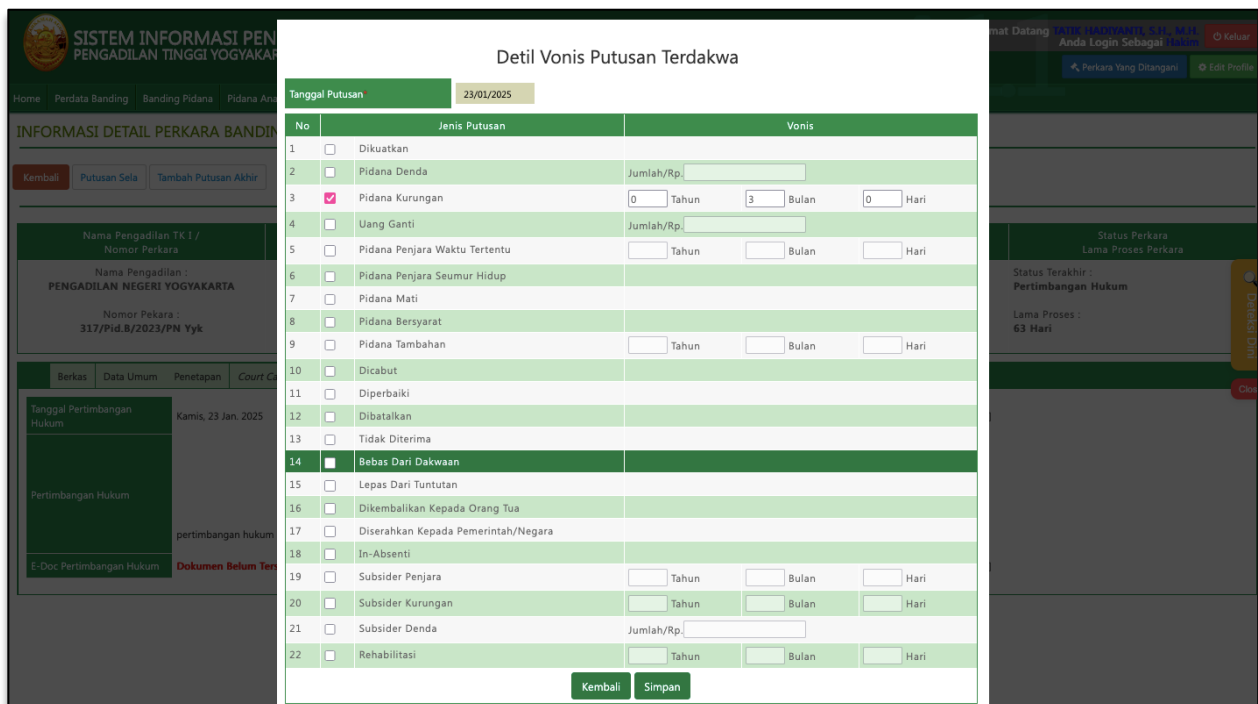 SISTEM INFORMASI PEN
PENGADILAN TINGGI YOGYAKAR
mat Datang TATIK HADIYANTI, S.H., M.H.
Anda Login Sebagai Hakim
Keluar
Perkara Yang Ditangani
Edit Profile
Home Perdata Banding Banding Pidana Pidana Ana
INFORMASI DETAIL PERKARA BANDIN
Kembali Putusan Sela Tambah Putusan Akhir
Nama Pengadilan TK I /
Nomor Perkara
Nama Pengadilan :
PENGADILAN NEGERI YOGYAKARTA
Nomor Pekara :
317/Pid.B/2023/PN Yyk
Status Perkara
Lama Proses Perkara
Status Terakhir :
Pertimbangan Hukum
Lama Proses :
63 Hari
Deteksi Dini
Clos
Berkas Data Umum Penetapan Court Ca
Tanggal Pertimbangan
Hukum
Kamis, 23 Jan. 2025
Pertimbangan Hukum
pertimbangan hukum
E-Doc Pertimbangan Hukum Dokumen Belum Ters
Detil Vonis Putusan Terdakwa
Tanggal Putusan* 23/01/2025
No Jenis Putusan Vonis
1 Dikuatkan
2 Pidana Denda Jumlah/Rp.
3 Pidana Kurungan 0 Tahun 3 Bulan 0 Hari
4 Uang Ganti Jumlah/Rp.
5 Pidana Penjara Waktu Tertentu Tahun Bulan Hari
6 Pidana Penjara Seumur Hidup
7 Pidana Mati
8 Pidana Bersyarat
9 Pidana Tambahan Tahun Bulan Hari
10 Dicabut
11 Diperbaiki
12 Dibatalkan
13 Tidak Diterima
14 Bebas Dari Dakwaan
15 Lepas Dari Tuntutan
16 Dikembalikan Kepada Orang Tua
17 Diserahkan Kepada Pemerintah/Negara
18 In-Absenti
19 Subsider Penjara Tahun Bulan Hari
20 Subsider Kurungan Tahun Bulan Hari
21 Subsider Denda Jumlah/Rp.
22 Rehabilitasi Tahun Bulan Hari
Kembali Simpan